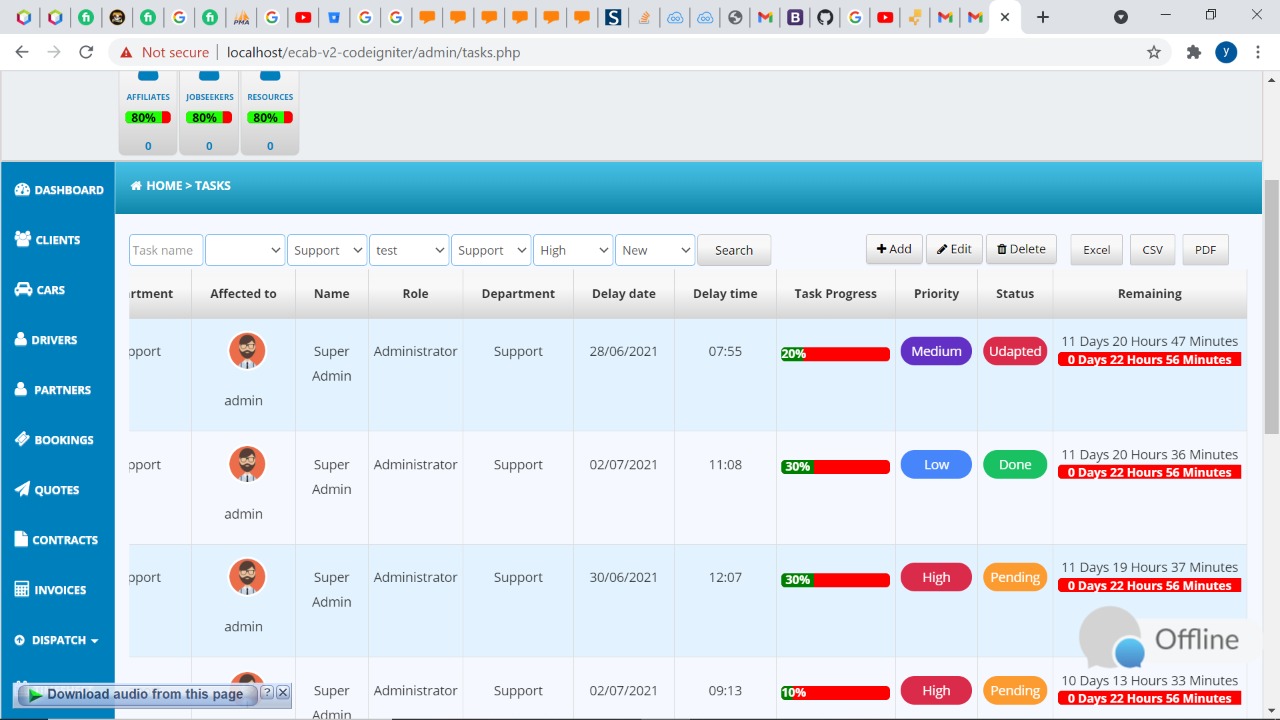 PMA
S
B
Not secure
localhost/ecab-v2-codeigniter/admin/tasks.php
y
AFFILIATES JOBSEEKERS RESOURCES
80% 80% 80%
0 0 0
DASHBOARD
CLIENTS
CARS
DRIVERS
PARTNERS
BOOKINGS
QUOTES
CONTRACTS
INVOICES
DISPATCH
HOME > TASKS
Task name Support test Support High New Search Add Edit Delete Excel CSV PDF
rtment Affected to Name Role Department Delay date Delay time Task Progress Priority Status Remaining
pport Super Administrator Support 28/06/2021 07:55 20% Medium Udapted 11 Days 20 Hours 47 Minutes
Admin 0 Days 22 Hours 56 Minutes
admin
pport Super Administrator Support 02/07/2021 11:08 30% Low Done 11 Days 20 Hours 36 Minutes
Admin 0 Days 22 Hours 56 Minutes
admin
pport Super Administrator Support 30/06/2021 12:07 30% High Pending 11 Days 19 Hours 37 Minutes
Admin 0 Days 22 Hours 56 Minutes
admin
Super Administrator Support 02/07/2021 09:13 10% High Pending 10 Days 13 Hours 33 Minutes
Admin 0 Days 22 Hours 56 Minutes
Offline
Download audio from this page ?